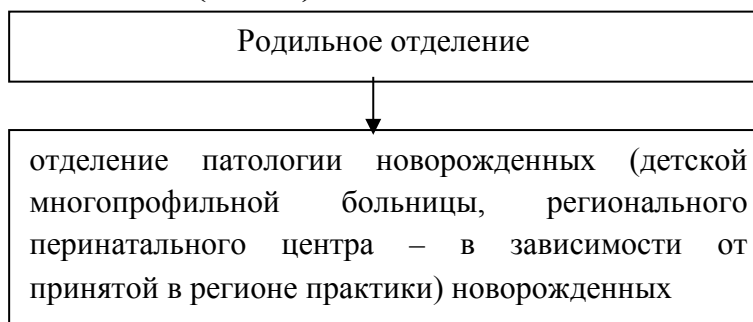 Родильное отделение
отделение патологии новорожденных (детской
многопрофильной больницы, регионального
перинатального центра – в зависимости от
принятой в регионе практики) новорожденных